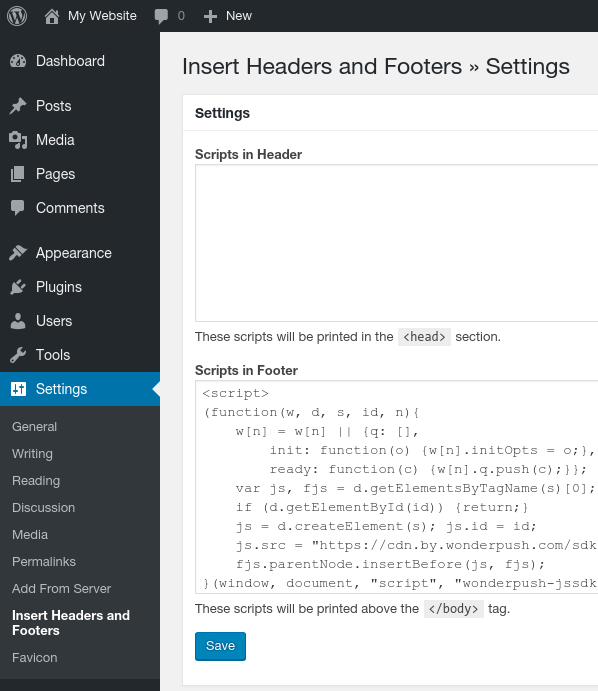 My Website 0 New
Dashboard
Posts
Media
Pages
Comments
Appearance
Plugins
Users
Tools
Settings
General
Writing
Reading
Discussion
Media
Permalinks
Add From Server
Insert Headers and
Footers
Favicon
Insert Headers and Footers » Settings
Settings
Scripts in Header
These scripts will be printed in the <head> section.
Scripts in Footer
<script>
(function(w, d, s, id, n){
    w[n] = w[n] || {q: [],
        init: function(o) {w[n].initOpts = o;},
        ready: function(c) {w[n].q.push(c);}};
    var js, fjs = d.getElementsByTagName(s)[0];
    if (d.getElementById(id)) {return;}
    js = d.createElement(s); js.id = id;
    js.src = "https://cdn.by.wonderpush.com/sdk
    fjs.parentNode.insertBefore(js, fjs);
}(window, document, "script", "wonderpush-jssdk
These scripts will be printed above the </body> tag.
Save